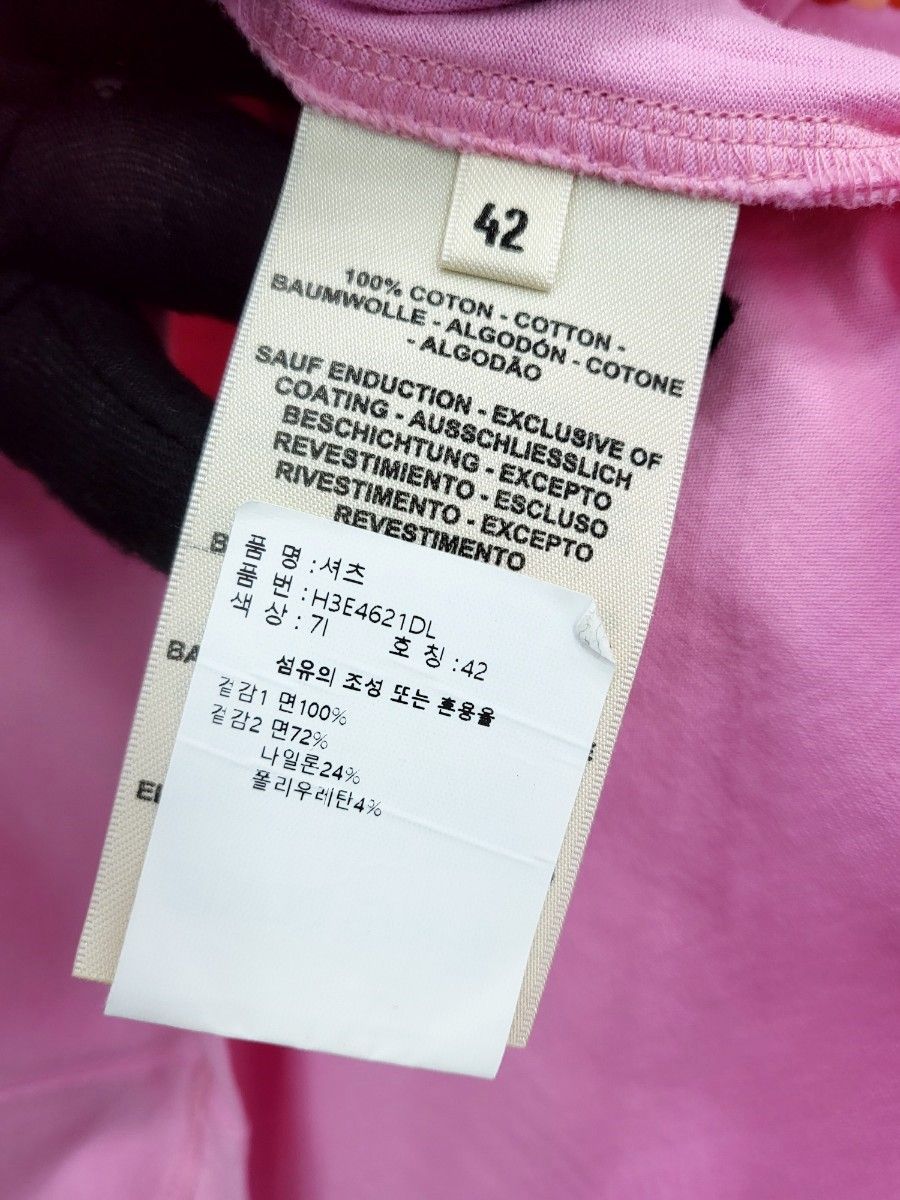 42
100% COTON - COTTON -
BAUMWOLLE - ALGODÓN - COTONE
- ALGODÃO
SAUF ENDUCTION - EXCLUSIVE OF
COATING - AUSSCHLIESSLICH
BESCHICHTUNG - EXCEPTO
REVESTIMIENTO - ESCLUSO
RIVESTIMENTO - EXCEPTO
REVESTIMENTO
품 명 : 셔츠
품 번 : H3E4621DL
색 상 : 71 호 칭 : 42
섬유의 조성 또는 혼용율
겉감1 면100%
겉감2 면72%
나일론24%
폴리우레탄4%